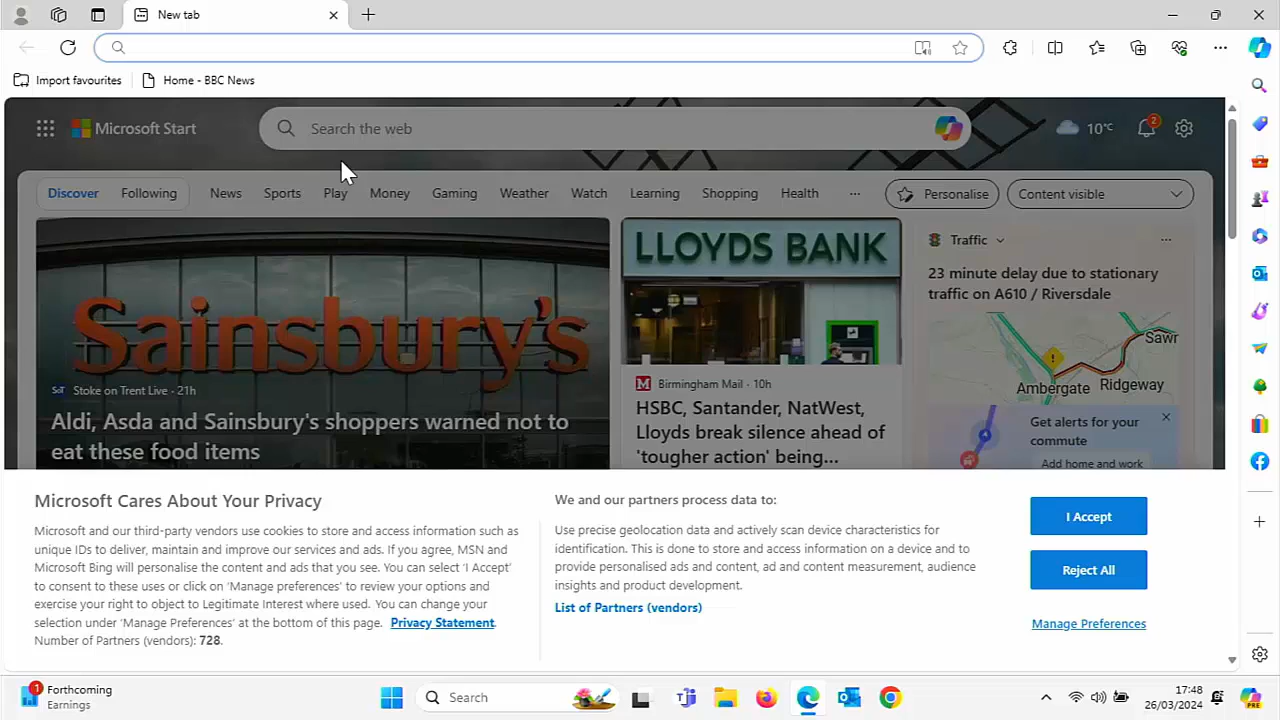 New tab
Import favourites
Home - BBC News
Microsoft Start
Search the web
10°C
2
Discover
Following
News
Sports
Play
Money
Gaming
Weather
Watch
Learning
Shopping
Health
Personalise
Content visible
Sainsbury's
Stoke on Trent Live · 21h
Aldi, Asda and Sainsbury's shoppers warned not to
eat these food items
LLOYDS BANK
Birmingham Mail · 10h
HSBC, Santander, NatWest,
Lloyds break silence ahead of
'tougher action' being...
Traffic
23 minute delay due to stationary
traffic on A610 / Riversdale
Sawr
Ambergate
Ridgeway
Get alerts for your
commute
Add home and work
Microsoft Cares About Your Privacy
Microsoft and our third-party vendors use cookies to store and access information such as
unique IDs to deliver, maintain and improve our services and ads. If you agree, MSN and
Microsoft Bing will personalise the content and ads that you see. You can select 'I Accept'
to consent to these uses or click on 'Manage preferences' to review your options and
exercise your right to object to Legitimate Interest where used. You can change your
selection under 'Manage Preferences' at the bottom of this page. Privacy Statement.
Number of Partners (vendors): 728.
We and our partners process data to:
Use precise geolocation data and actively scan device characteristics for
identification. This is done to store and access information on a device and to
provide personalised ads and content, ad and content measurement, audience
insights and product development.
List of Partners (vendors)
I Accept
Reject All
Manage Preferences
1
Forthcoming
Earnings
Search
17:48
26/03/2024
PRE